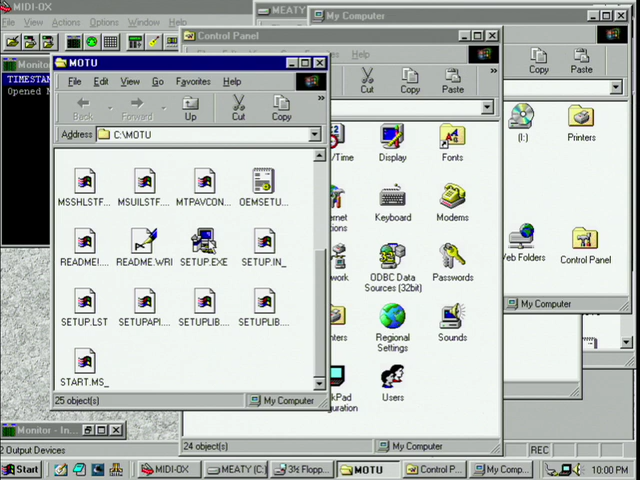 MIDI-OX
View Actions Options Window
Monitor
TIMESTAM
Opened M
MEATY
My Computer
Copy Paste
(I:) Printers
Web Folders Control Panel
My Computer
Control Panel
Help
Cut Copy Paste
/Time Display Fonts
Keyboard Modems
ODBC Data Sources (32bit) Passwords
Regional Settings Sounds
Users
24 object(s) My Computer
MOTU
File Edit View Go Favorites Help
Back Forward Up Cut Copy »
Address C:\MOTU
MSSHLSTF... MSUILSTF... MTPAVCON... OEMSETU...
README!.... README.WRI SETUP.EXE SETUP.IN_
SETUP.LST SETUPAPI.... SETUPLIB.... SETUPLIB....
START.MS_
25 object(s) My Computer
Monitor - In...
2 Output Devices
REC
Start MIDI-OX MEATY (C:) 3½ Flopp... MOTU Control P... My Comp... 10:00 PM